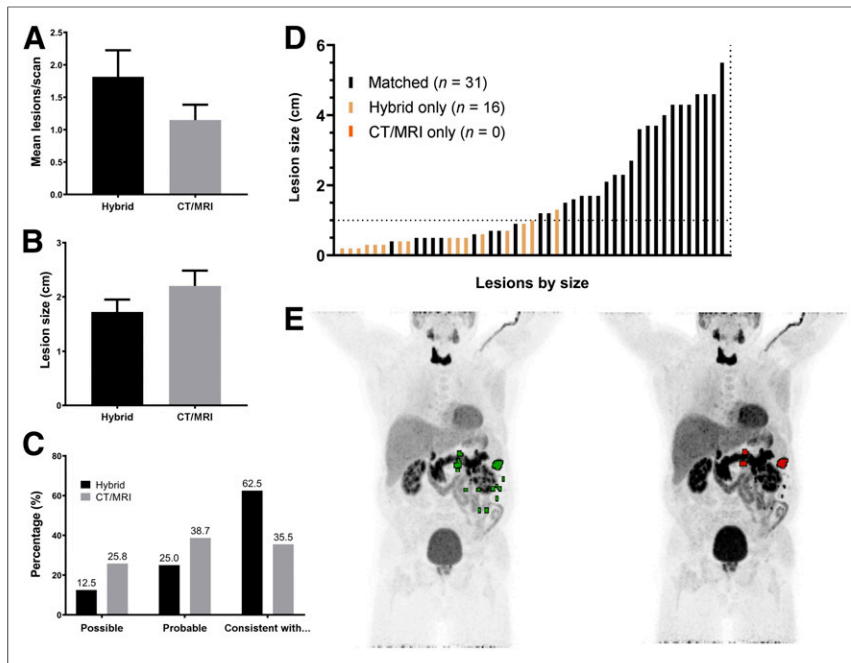 A
Mean lesions/scan
2.5
2.0
1.5
1.0
0.5
0.0
Hybrid
CT/MRI
B
Lesion size (cm)
3
2
1
0
Hybrid
CT/MRI
C
Percentage (%)
80
60
40
20
0
Hybrid
CT/MRI
12.5
25.8
25.0
38.7
62.5
35.5
Possible
Probable
Consistent with...
D
Lesion size (cm)
6
4
2
0
Matched (n = 31)
Hybrid only (n = 16)
CT/MRI only (n = 0)
Lesions by size
E